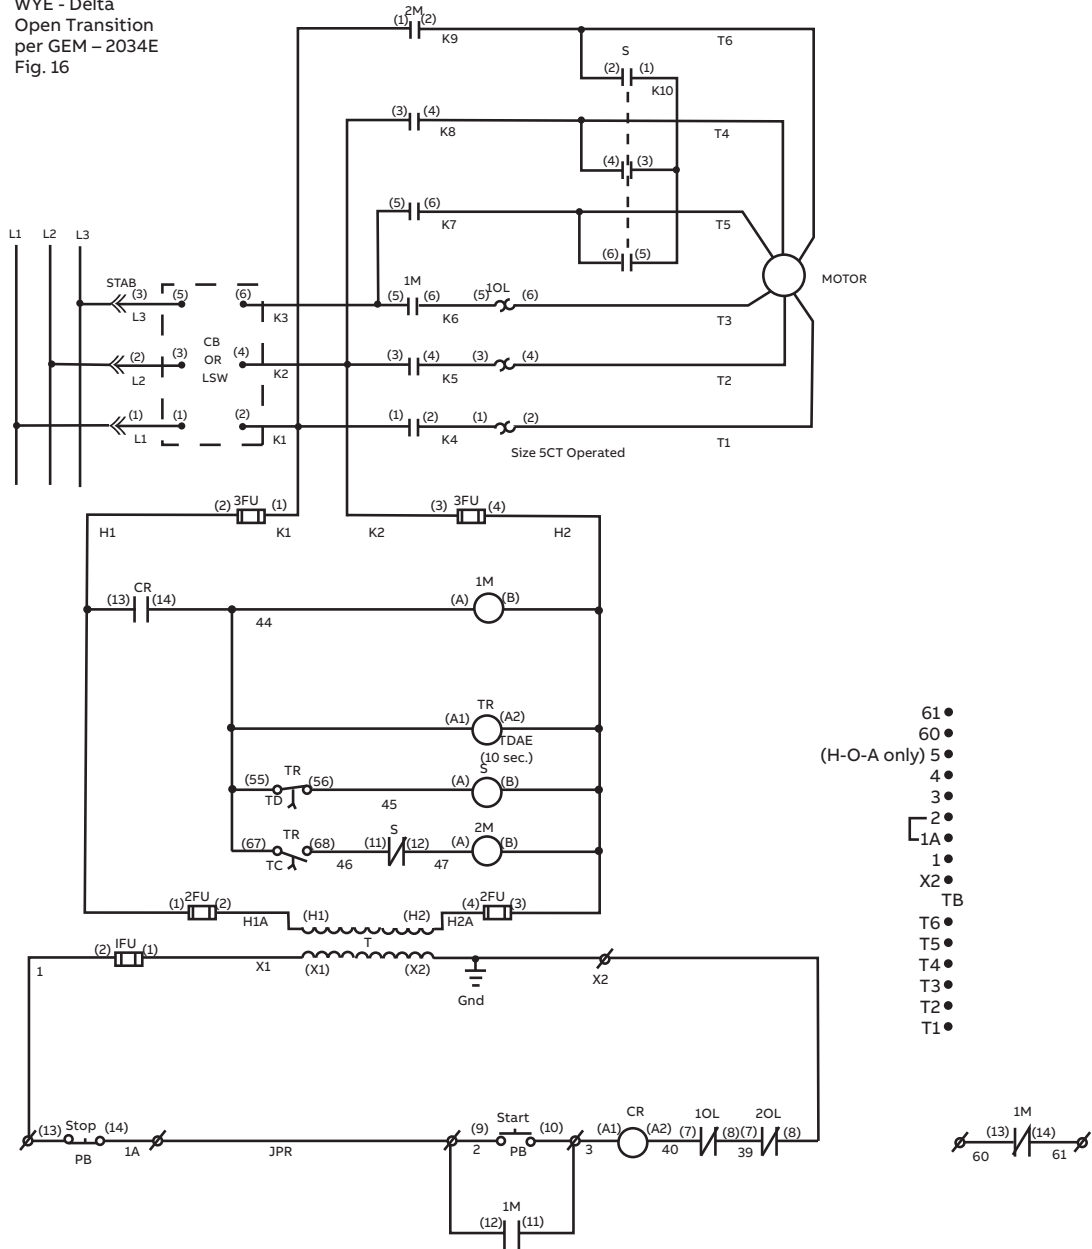 WYE - Delta
Open Transition
per GEM – 2034E
Fig. 16
2M
(1) (2)
K9
T6
S
(2) (1)
K10
(3) (4)
K8
T4
(4) (3)
(5) (6)
K7
T5
(6) (5)
L1 L2 L3
STAB
(3) (5) (6)
L3
K3
1M
(5) (6)
K6
1OL
(5) (6)
T3
MOTOR
CB
OR
LSW
(2) (3) (4)
L2
K2
(3) (4)
K5
(3) (4)
T2
(1) (1) (2)
L1
K1
(1) (2)
K4
(1) (2)
T1
Size 5CT Operated
(2) 3FU (1)
H1 K1
(3) 3FU (4)
K2 H2
CR
(13) (14)
44
1M
(A) (B)
TR
(A1) (A2)
TDAE
(10 sec.)
TR
(55) (56)
TD
45
S
(A) (B)
TR
(67) (68)
TC
46
S
(11) (12)
47
2M
(A) (B)
2FU
(1) (2)
H1A
(H1) (H2)
H2A
2FU
(4) (3)
T
IFU
(2) (1)
1
X1
(X1) (X2)
Gnd
X2
61
60
(H-O-A only) 5
4
3
2
1A
1
X2
TB
T6
T5
T4
T3
T2
T1
Stop
(13) (14)
PB
1A
JPR
Start
(9) (10)
2
PB
3
CR
(A1) (A2)
40
1OL
(7) (8)
39
2OL
(7) (8)
1M
(12) (11)
1M
(13) (14)
60 61